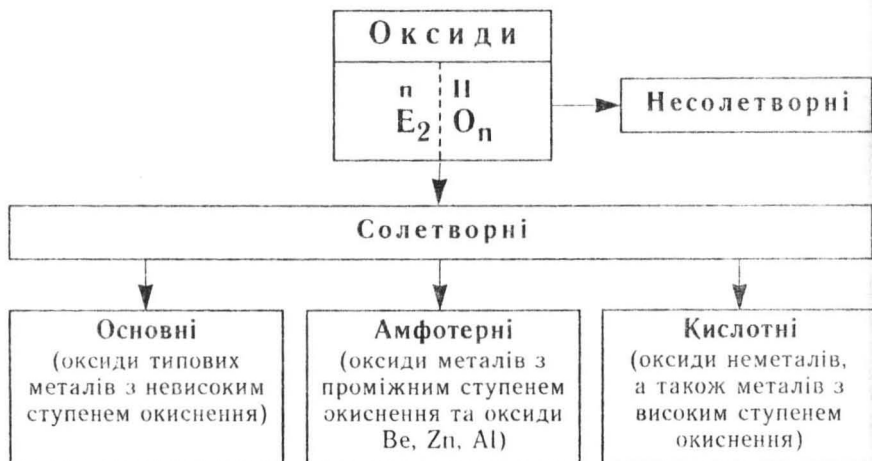 Оксиди
n II
E₂ Oₙ
Несолетворні
Солетворні
Основні
(оксиди типових
металів з невисоким
ступенем окиснення)
Амфотерні
(оксиди металів з
проміжним ступенем
окиснення та оксиди
Be, Zn, Al)
Кислотні
(оксиди неметалів,
а також металів з
високим ступенем
окиснення)